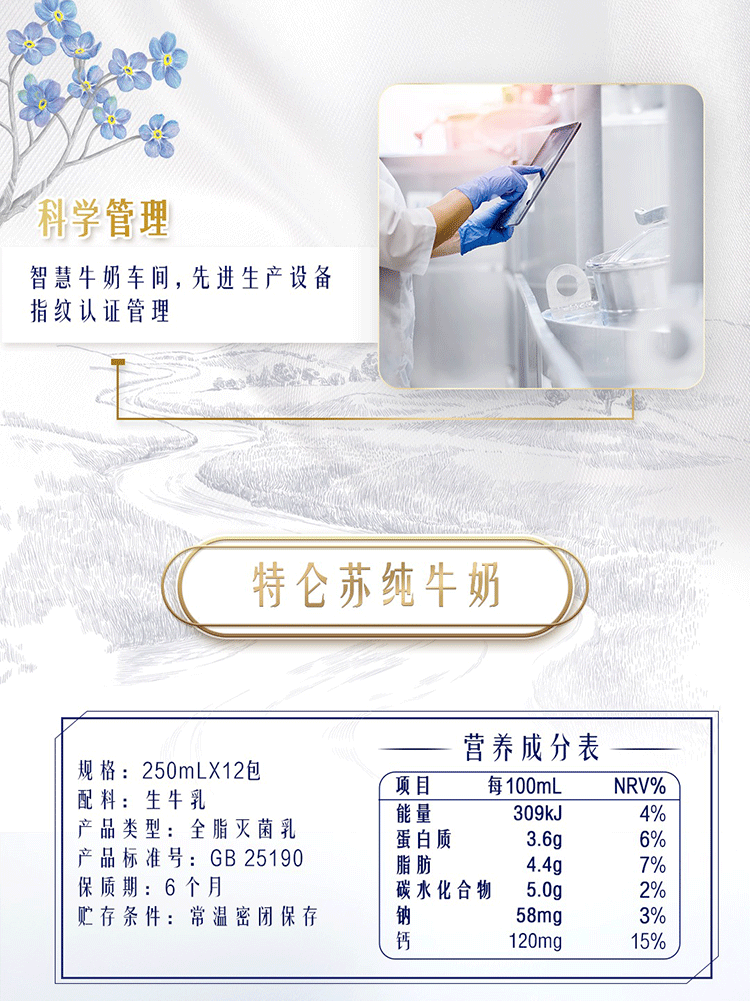 科学管理
智慧牛奶车间,先进生产设备
指纹认证管理
特仑苏纯牛奶
规格：250mLX12包
配料：生牛乳
产品类型：全脂灭菌乳
产品标准号：GB 25190
保质期：6个月
贮存条件：常温密闭保存
营养成分表
项目 每100mL NRV%
能量 309kJ 4%
蛋白质 3.6g 6%
脂肪 4.4g 7%
碳水化合物 5.0g 2%
钠 58mg 3%
钙 120mg 15%